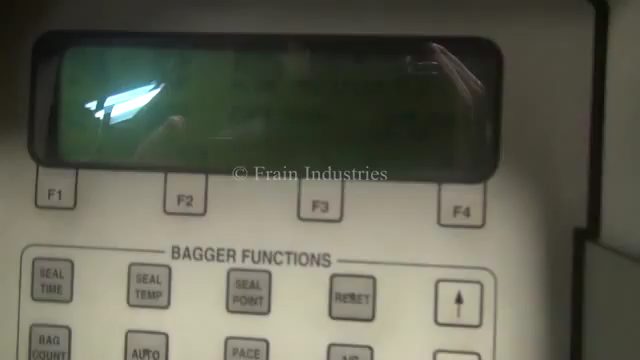 © Frain Industries
F1 F2 F3 F4
BAGGER FUNCTIONS
SEAL TIME
SEAL TEMP
SEAL POINT
RESET
BAG COUNT
AUTO
PACE